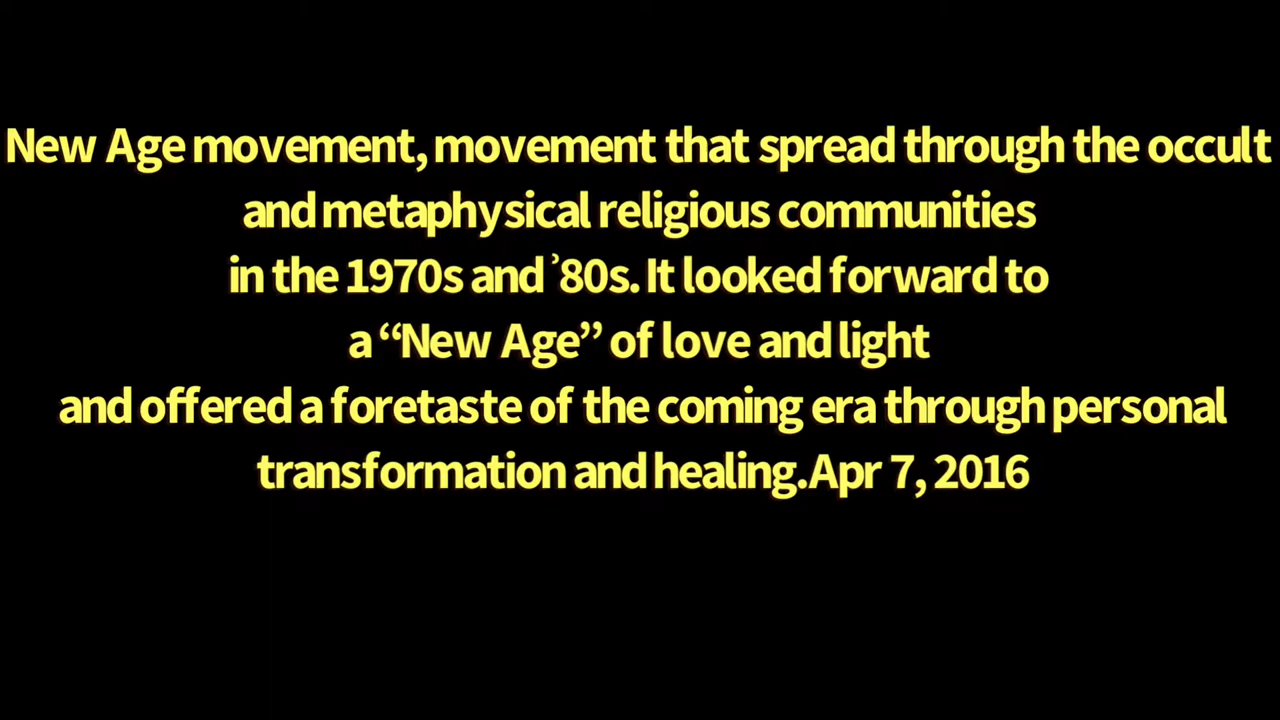 New Age movement, movement that spread through the occult
and metaphysical religious communities
in the 1970s and ʾ80s. It looked forward to
a “New Age” of love and light
and offered a foretaste of the coming era through personal
transformation and healing.Apr 7, 2016